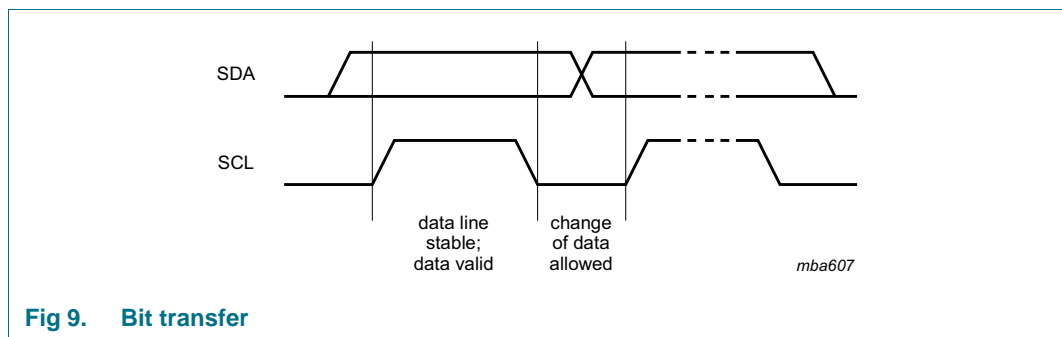 SDA
SCL
data line
stable;
data valid
change
of data
allowed
mba607
Fig 9. Bit transfer